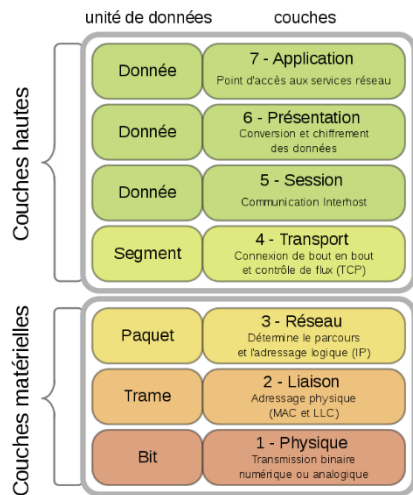 unité de données couches
Couches hautes
Donnée
7 - Application
Point d'accès aux services réseau
Donnée
6 - Présentation
Conversion et chiffrement
des données
Donnée
5 - Session
Communication Interhost
Segment
4 - Transport
Connexion de bout en bout
et contrôle de flux (TCP)
Couches matérielles
Paquet
3 - Réseau
Détermine le parcours
et l'adressage logique (IP)
Trame
2 - Liaison
Adressage physique
(MAC et LLC)
Bit
1 - Physique
Transmission binaire
numérique ou analogique